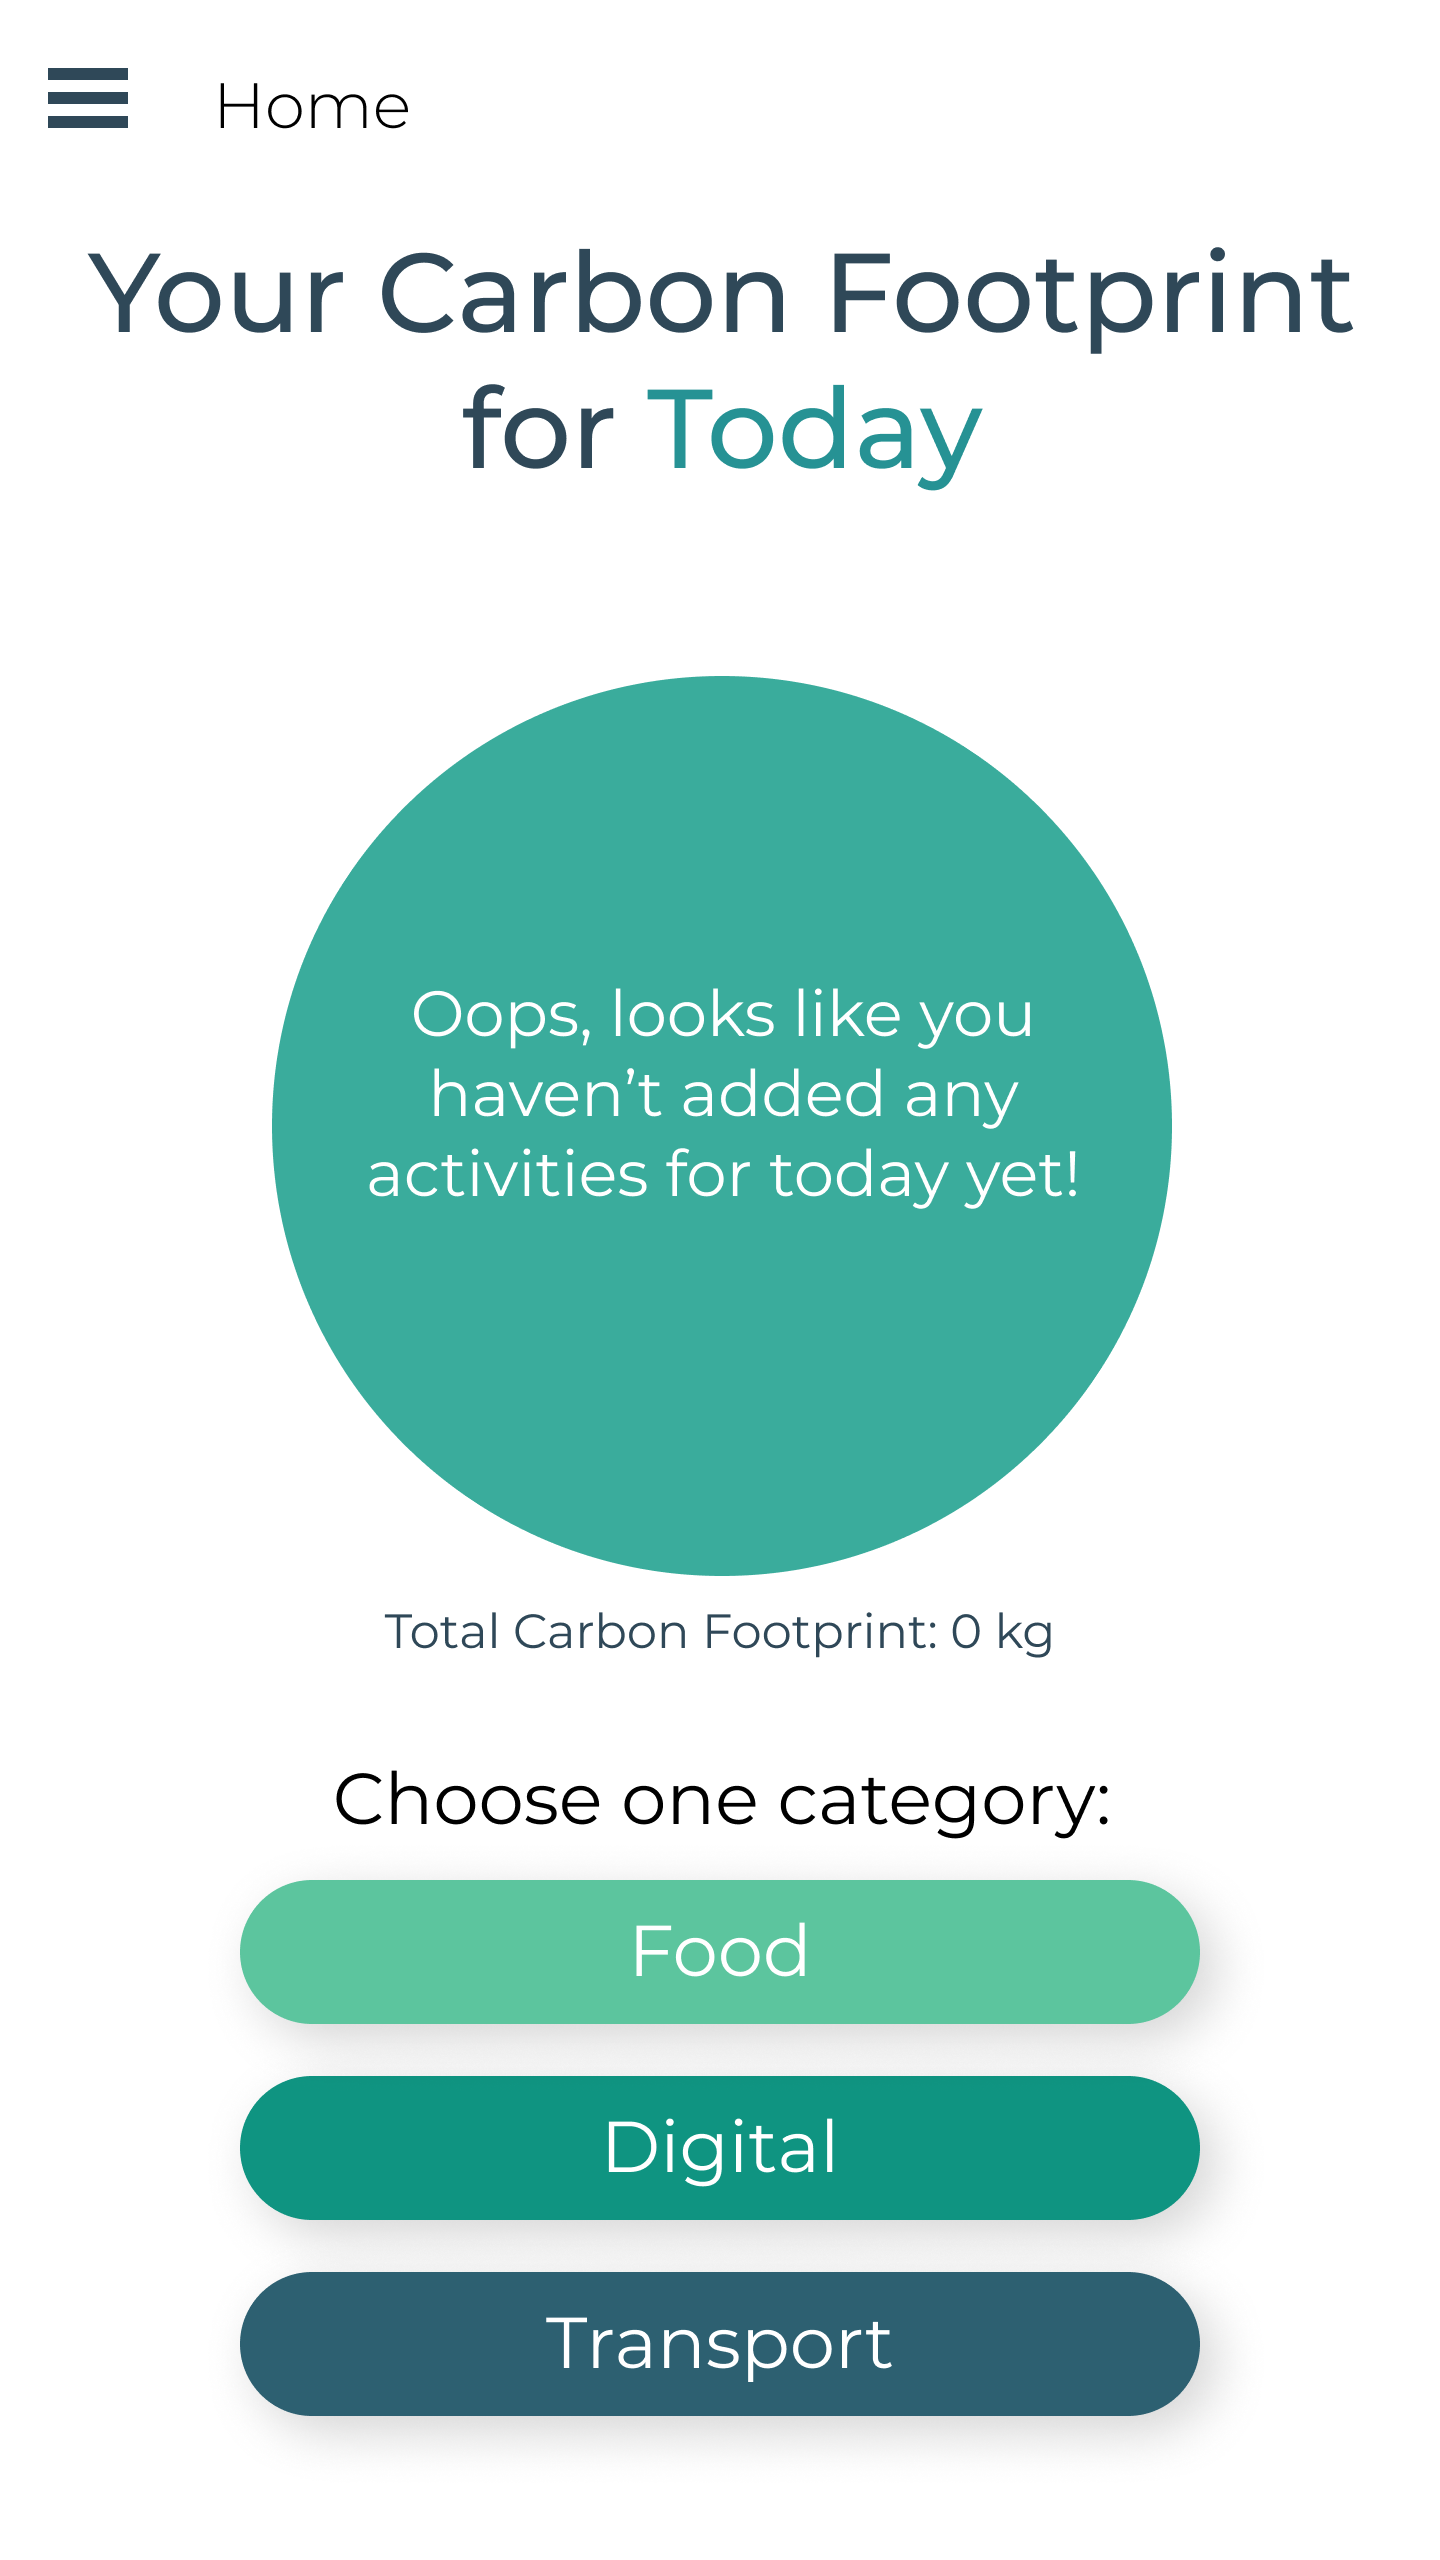 Home
Your Carbon Footprint
for Today
Oops, looks like you
haven’t added any
activities for today yet!
Total Carbon Footprint: 0 kg
Choose one category:
Food
Digital
Transport